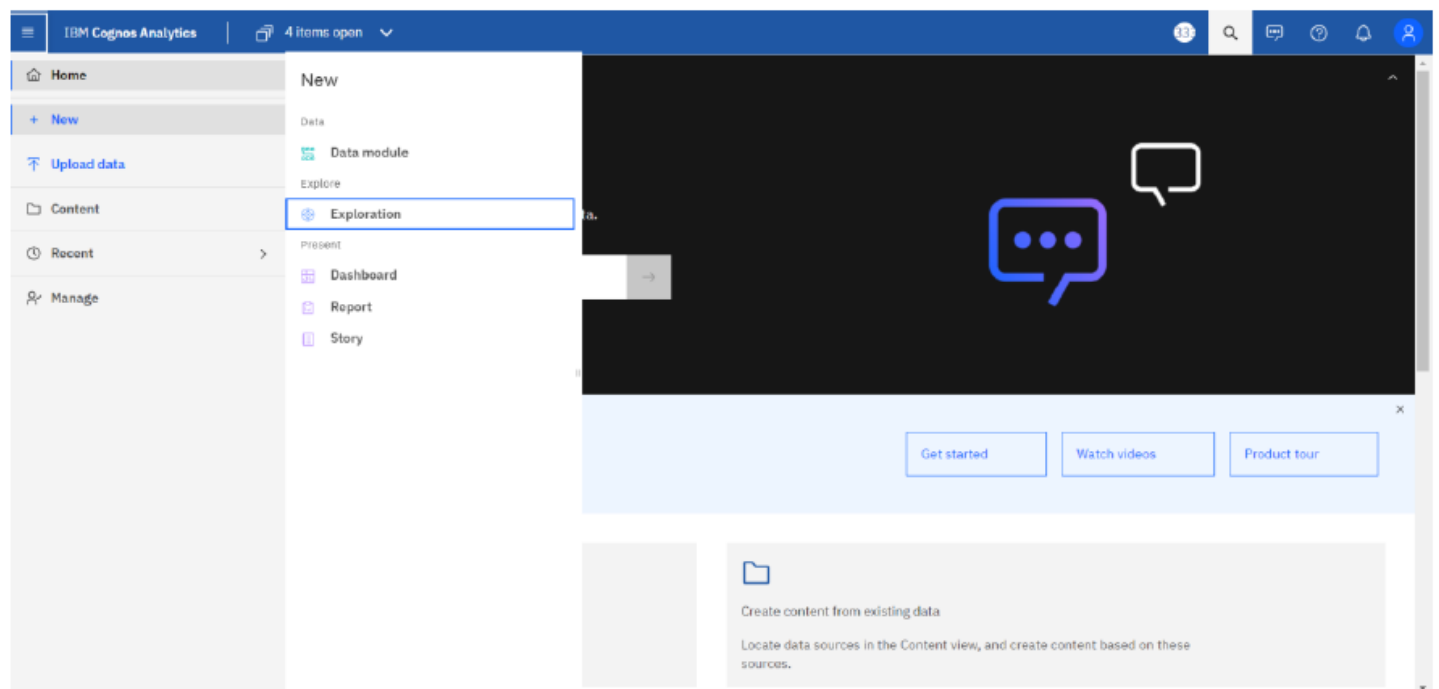 IBM Cognos Analytics
4 items open
Home
New
Upload data
Content
Recent
Manage
New
Data
Data module
Explore
Exploration
Present
Dashboard
Report
Story
ta.
Get started
Watch videos
Product tour
Create content from existing data
Locate data sources in the Content view, and create content based on these
sources.